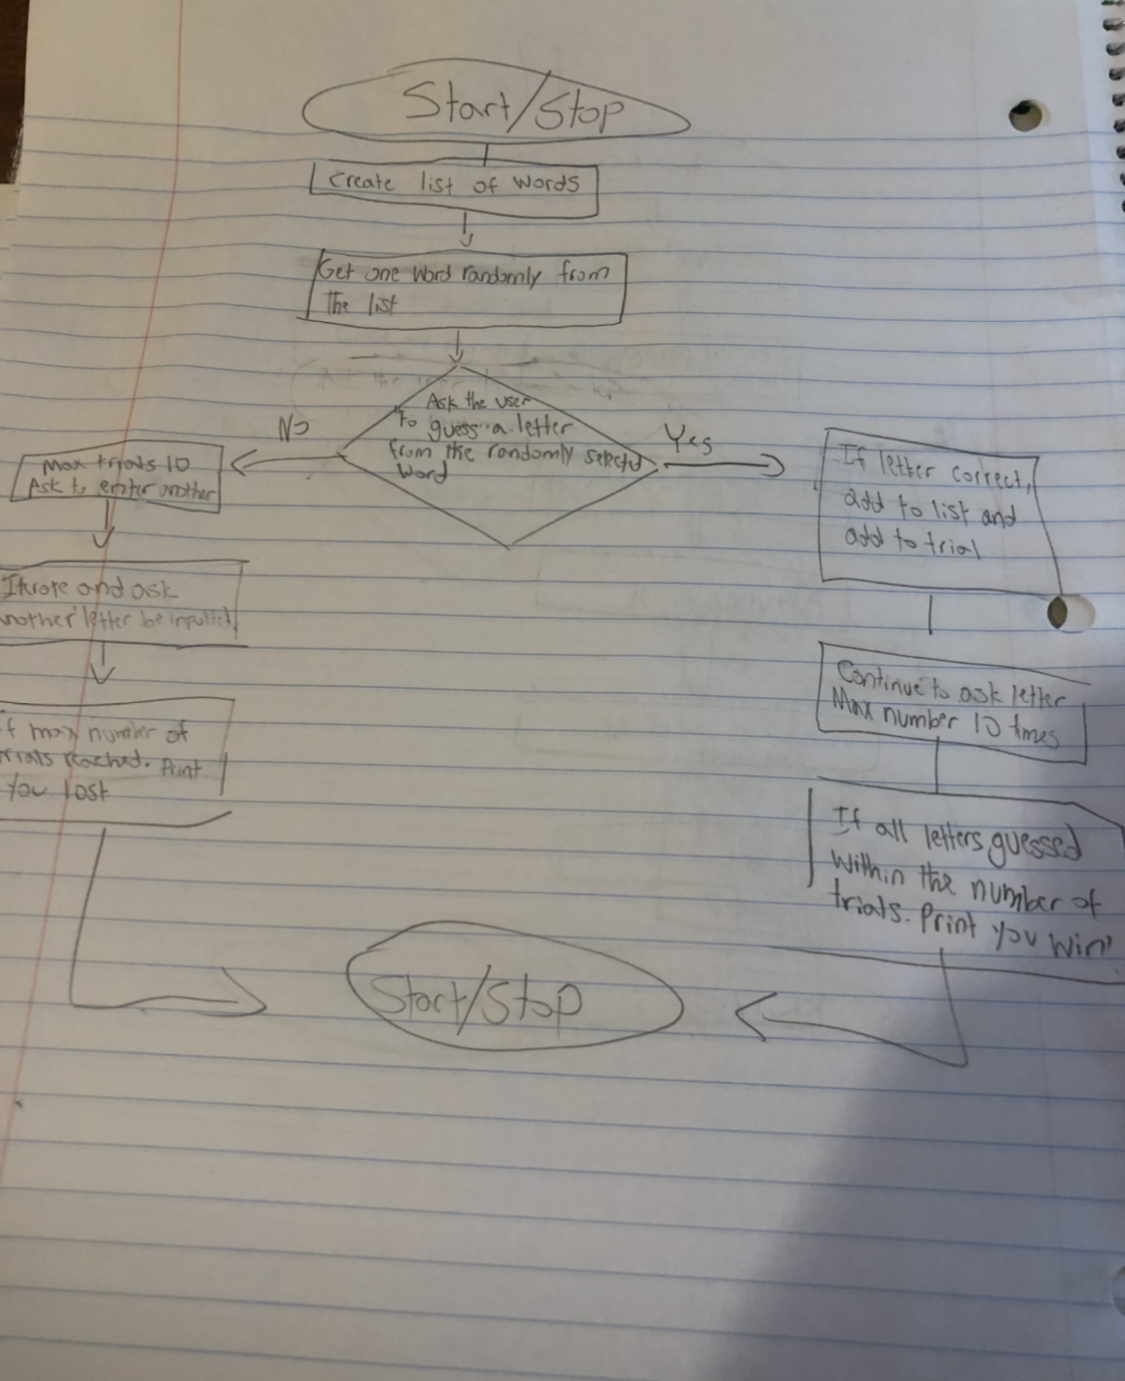 Start/Stop
Create list of words
Get one word randomly from
The list
Ask the user
to guess a letter
from the randomly selected
word
No
Yes
Max trials 10
Ask to enter another
and ask
another letter be inputted
If max number of
trials reached. Print
You lost
If letter correct,
add to list and
add to trial
Continue to ask letter
Max number 10 times
If all letters guessed
Within the number of
trials. Print you win
Start/Stop